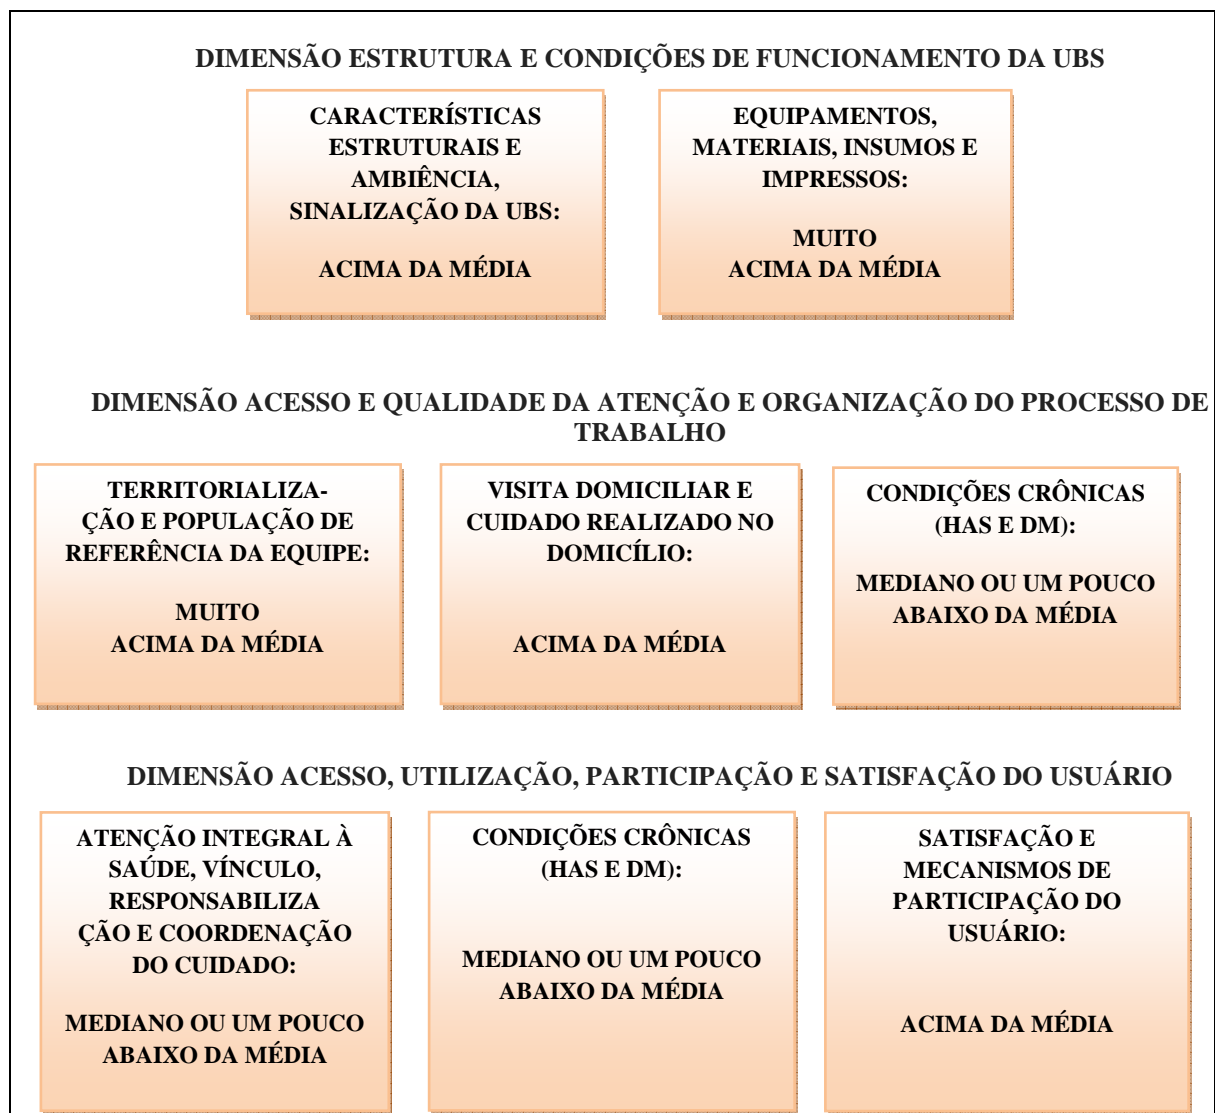 DIMENSÃO ESTRUTURA E CONDIÇÕES DE FUNCIONAMENTO DA UBS
CARACTERÍSTICAS
ESTRUTURAIS E
AMBIÊNCIA,
SINALIZAÇÃO DA UBS:
ACIMA DA MÉDIA
EQUIPAMENTOS,
MATERIAIS, INSUMOS E
IMPRESSOS:
MUITO
ACIMA DA MÉDIA
DIMENSÃO ACESSO E QUALIDADE DA ATENÇÃO E ORGANIZAÇÃO DO PROCESSO DE
TRABALHO
TERRITORIALIZA-
ÇÃO E POPULAÇÃO DE
REFERÊNCIA DA EQUIPE:
MUITO
ACIMA DA MÉDIA
VISITA DOMICILIAR E
CUIDADO REALIZADO NO
DOMICÍLIO:
ACIMA DA MÉDIA
CONDIÇÕES CRÔNICAS
(HAS E DM):
MEDIANO OU UM POUCO
ABAIXO DA MÉDIA
DIMENSÃO ACESSO, UTILIZAÇÃO, PARTICIPAÇÃO E SATISFAÇÃO DO USUÁRIO
ATENÇÃO INTEGRAL À
SAÚDE, VÍNCULO,
RESPONSABILIZA
ÇÃO E COORDENAÇÃO
DO CUIDADO:
MEDIANO OU UM POUCO
ABAIXO DA MÉDIA
CONDIÇÕES CRÔNICAS
(HAS E DM):
MEDIANO OU UM POUCO
ABAIXO DA MÉDIA
SATISFAÇÃO E
MECANISMOS DE
PARTICIPAÇÃO DO
USUÁRIO:
ACIMA DA MÉDIA